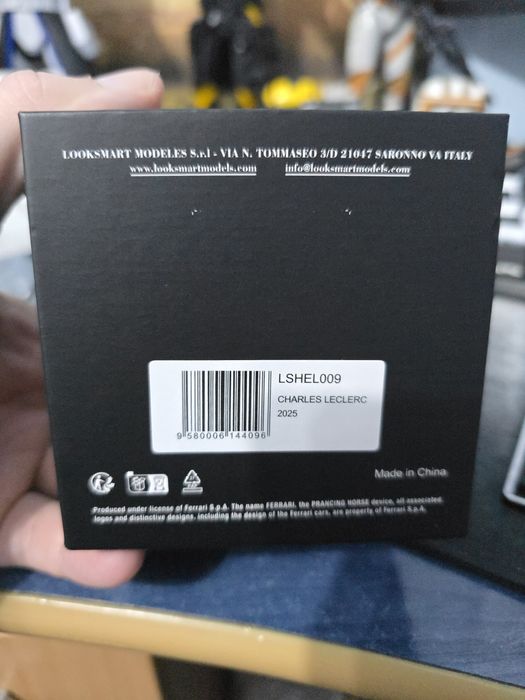 LOOKSMART MODELES S.r.l - VIA N. TOMMASEO 3/D 21047 SARONNO VA ITALY
www.looksmartmodels.com info@looksmartmodels.com
LSHEL009
CHARLES LECLERC
2025
9 580006 144096
Made in China
Produced under license of Ferrari S.p.A. The name FERRARI, the PRANCING HORSE device, all associated
logos and distinctive designs, including the design of the Ferrari cars, are property of Ferrari S.p.A.